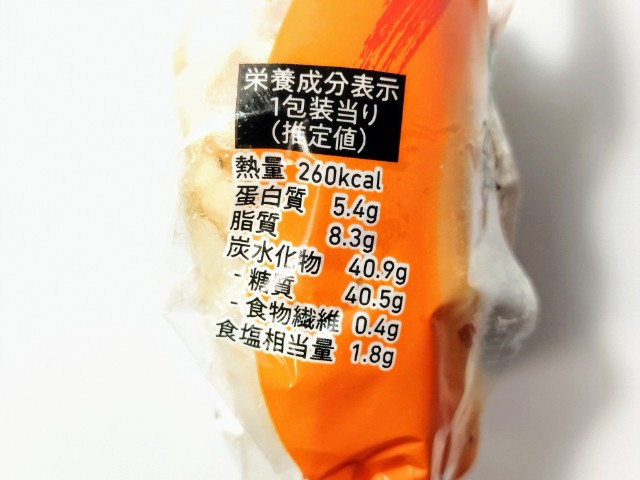 栄養成分表示
1包装当り
(推定値)
熱量 260kcal
蛋白質 5.4g
脂質 8.3g
炭水化物 40.9g
- 糖質 40.5g
- 食物繊維 0.4g
食塩相当量 1.8g